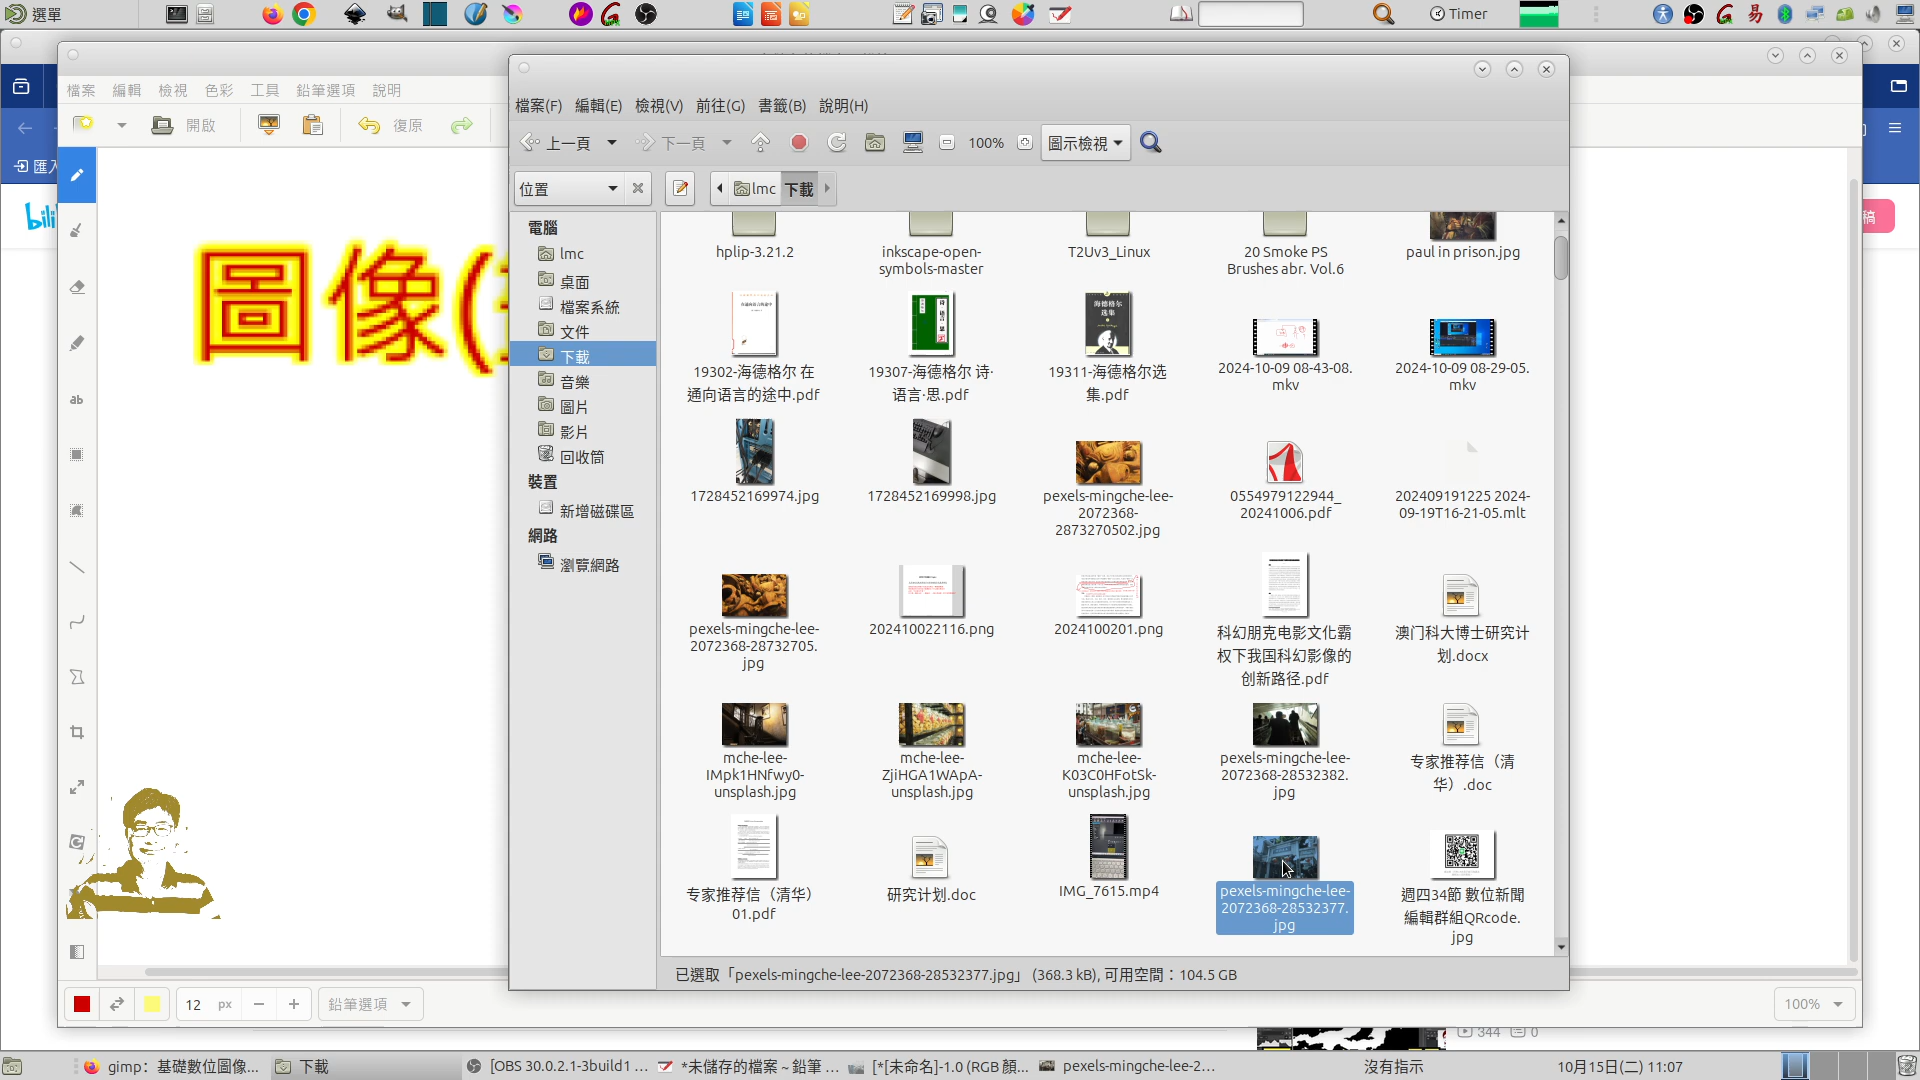 選單
Timer
檔案 編輯 檢視 色彩 工具 鉛筆選項 說明
開啟
復原
匯入
圖像(
檔案(F) 編輯(E) 檢視(V) 前往(G) 書籤(B) 說明(H)
上一頁 下一頁 100% 圖示檢視
位置 lmc 下載
電腦
lmc
桌面
檔案系統
文件
下載
音樂
圖片
影片
回收筒
裝置
新增磁碟區
網路
瀏覽網路
hplip-3.21.2
inkscape-open-
symbols-master
T2Uv3_Linux
20 Smoke PS
Brushes abr. Vol.6
paul in prison.jpg
19302-海德格尔 在
通向语言的途中.pdf
19307-海德格尔 诗·
语言·思.pdf
19311-海德格尔选
集.pdf
2024-10-09 08-43-08.
mkv
2024-10-09 08-29-05.
mkv
1728452169974.jpg
1728452169998.jpg
pexels-mingche-lee-
2072368-
2873270502.jpg
0554979122944_
20241006.pdf
202409191225 2024-
09-19T16-21-05.mlt
pexels-mingche-lee-
2072368-28732705.
jpg
202410022116.png
2024100201.png
科幻朋克电影文化霸
权下我国科幻影像的
创新路径.pdf
澳门科大博士研究计
划.docx
mche-lee-
IMpk1HNfwy0-
unsplash.jpg
mche-lee-
ZjiHGA1WApA-
unsplash.jpg
mche-lee-
K03C0HFotSk-
unsplash.jpg
pexels-mingche-lee-
2072368-28532382.
jpg
专家推荐信（清
华）.doc
专家推荐信（清华）
01.pdf
研究计划.doc
IMG_7615.mp4
pexels-mingche-lee-
2072368-28532377.
jpg
週四34節 數位新聞
編輯群組QRcode.
jpg
已選取「pexels-mingche-lee-2072368-28532377.jpg」 (368.3 kB), 可用空間：104.5 GB
稿
12 px 鉛筆選項 100%
344 0
gimp：基礎數位圖像... 下載 [OBS 30.0.2.1-3build1 ... *未儲存的檔案 ~ 鉛筆 ... [*[未命名]-1.0 (RGB 顏... pexels-mingche-lee-2... 沒有指示 10月15日(二) 11:07